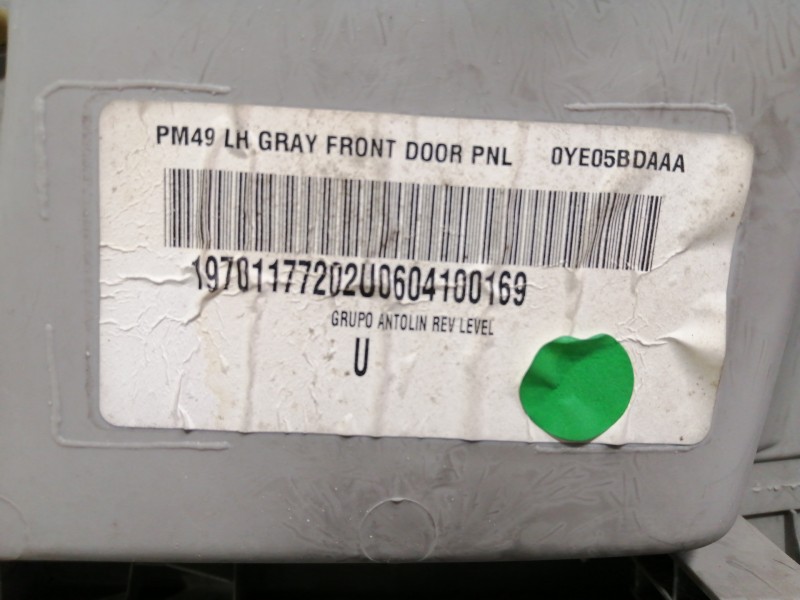 PM49 LH GRAY FRONT DOOR PNL 0YE05BDAAA
19701177202U0604100169
GRUPO ANTOLIN REV LEVEL
U